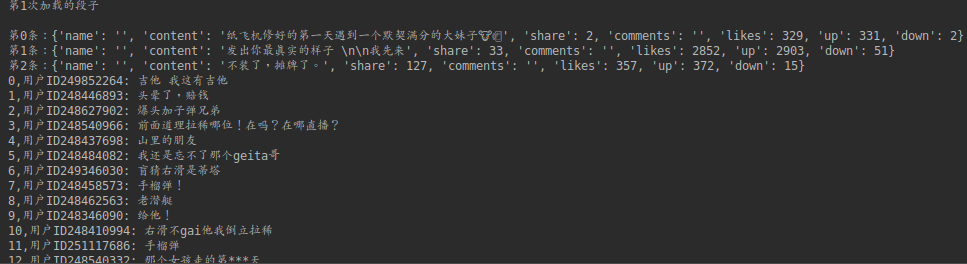 第1次加载的段子
第0条：{'name': '', 'content': '纸飞机修好的第一天遇到一个默契满分的大妹子', 'share': 2, 'comments': '', 'likes': 329, 'up': 331, 'down': 2}
第1条：{'name': '', 'content': '发出你最真实的样子 \n\n我先来', 'share': 33, 'comments': '', 'likes': 2852, 'up': 2903, 'down': 51}
第2条：{'name': '', 'content': '不装了，摊牌了。', 'share': 127, 'comments': '', 'likes': 357, 'up': 372, 'down': 15}
0,用户ID249852264: 吉他 我这有吉他
1,用户ID248446893: 头晕了，赔钱
2,用户ID248627902: 爆头加子弹兄弟
3,用户ID248540966: 前面道理拉稀哪位！在吗？在哪直播？
4,用户ID248437698: 山里的朋友
5,用户ID248484082: 我还是忘不了那个geita哥
6,用户ID249346030: 盲猜右滑是蒂塔
7,用户ID248458573: 手榴弹！
8,用户ID248462563: 老潜艇
9,用户ID248346090: 给他！
10,用户ID248410994: 右滑不gai他我倒立拉稀
11,用户ID251117686: 手榴弹
12,用户ID248540332: 那个女孩走的第***天